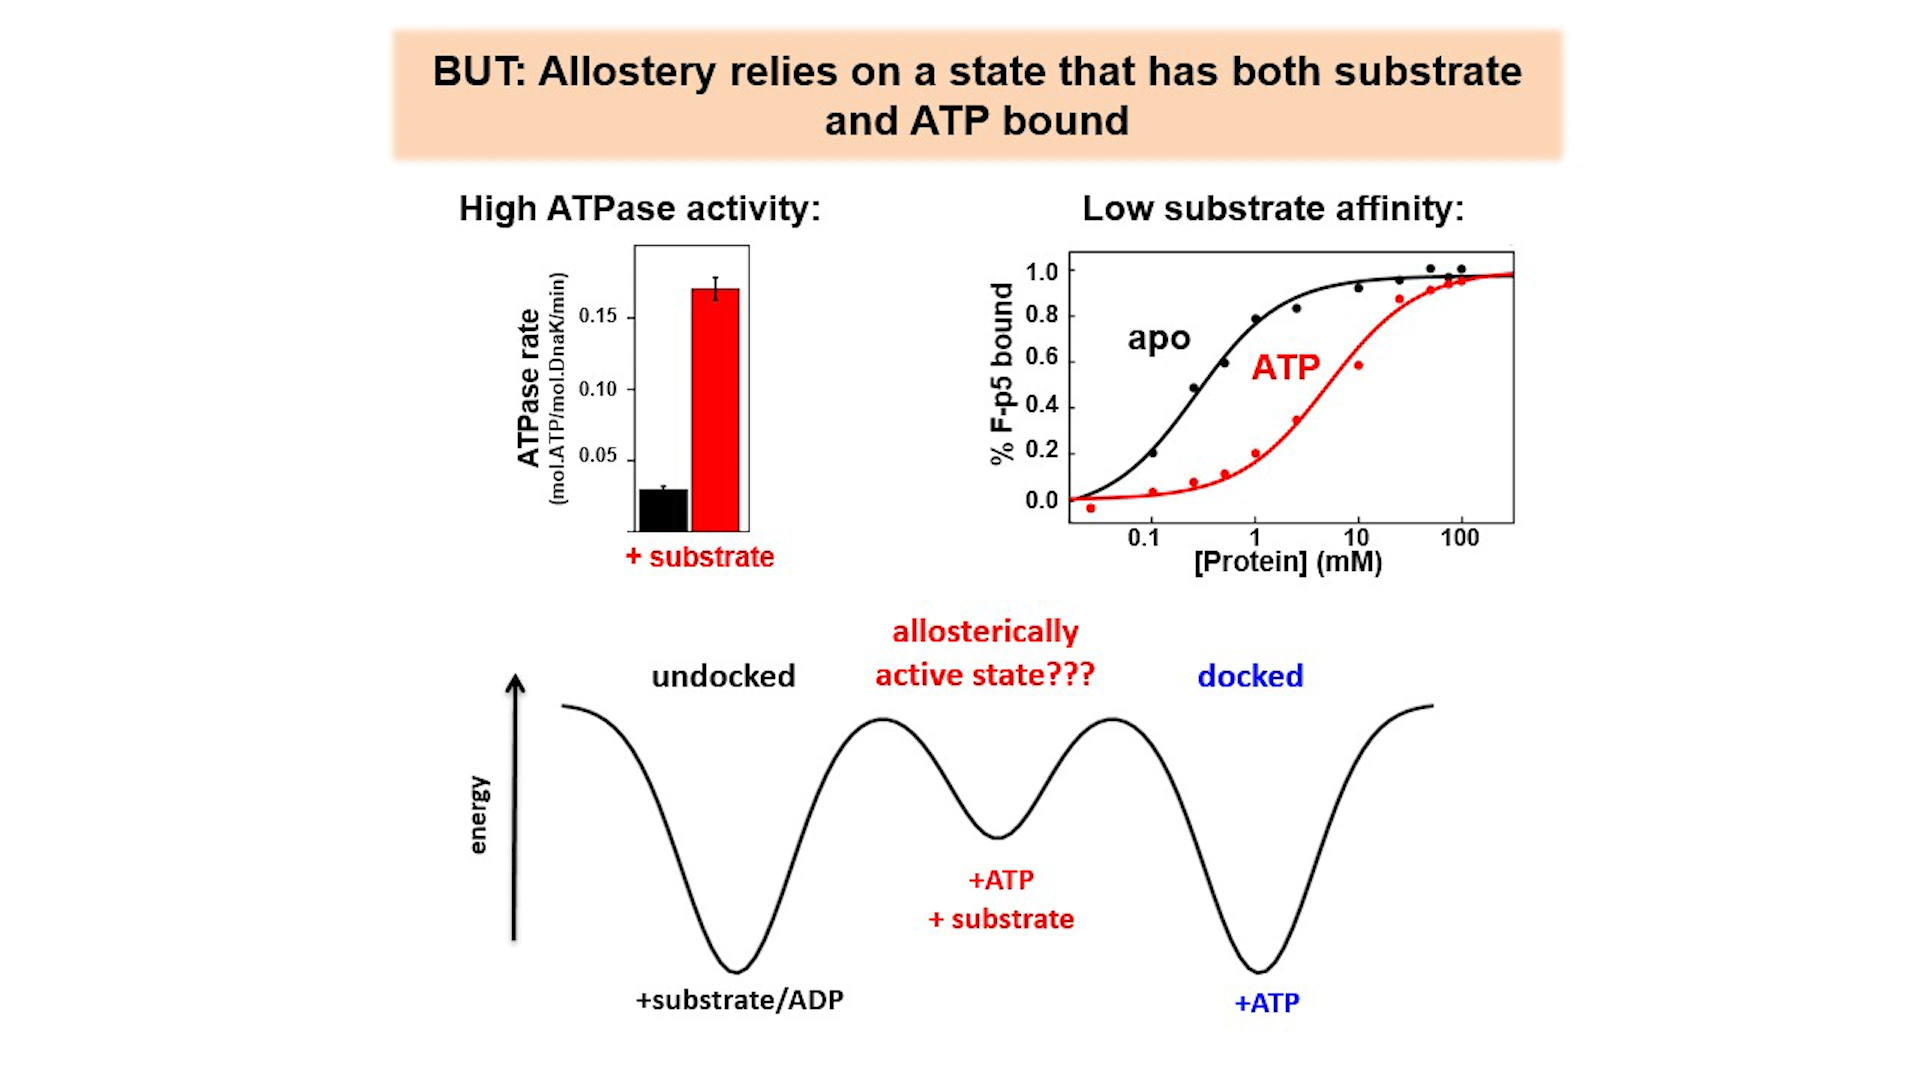 BUT: Allostery relies on a state that has both substrate
and ATP bound
High ATPase activity:
ATPase rate
(mol.ATP/mol.DnaK/min)
0.15
0.10
0.05
+ substrate
Low substrate affinity:
% F-p5 bound
1.0
0.8
0.6
0.4
0.2
0.0
apo
ATP
0.1 1 10 100
[Protein] (mM)
allosterically
active state???
undocked
docked
energy
+ATP
+ substrate
+substrate/ADP
+ATP